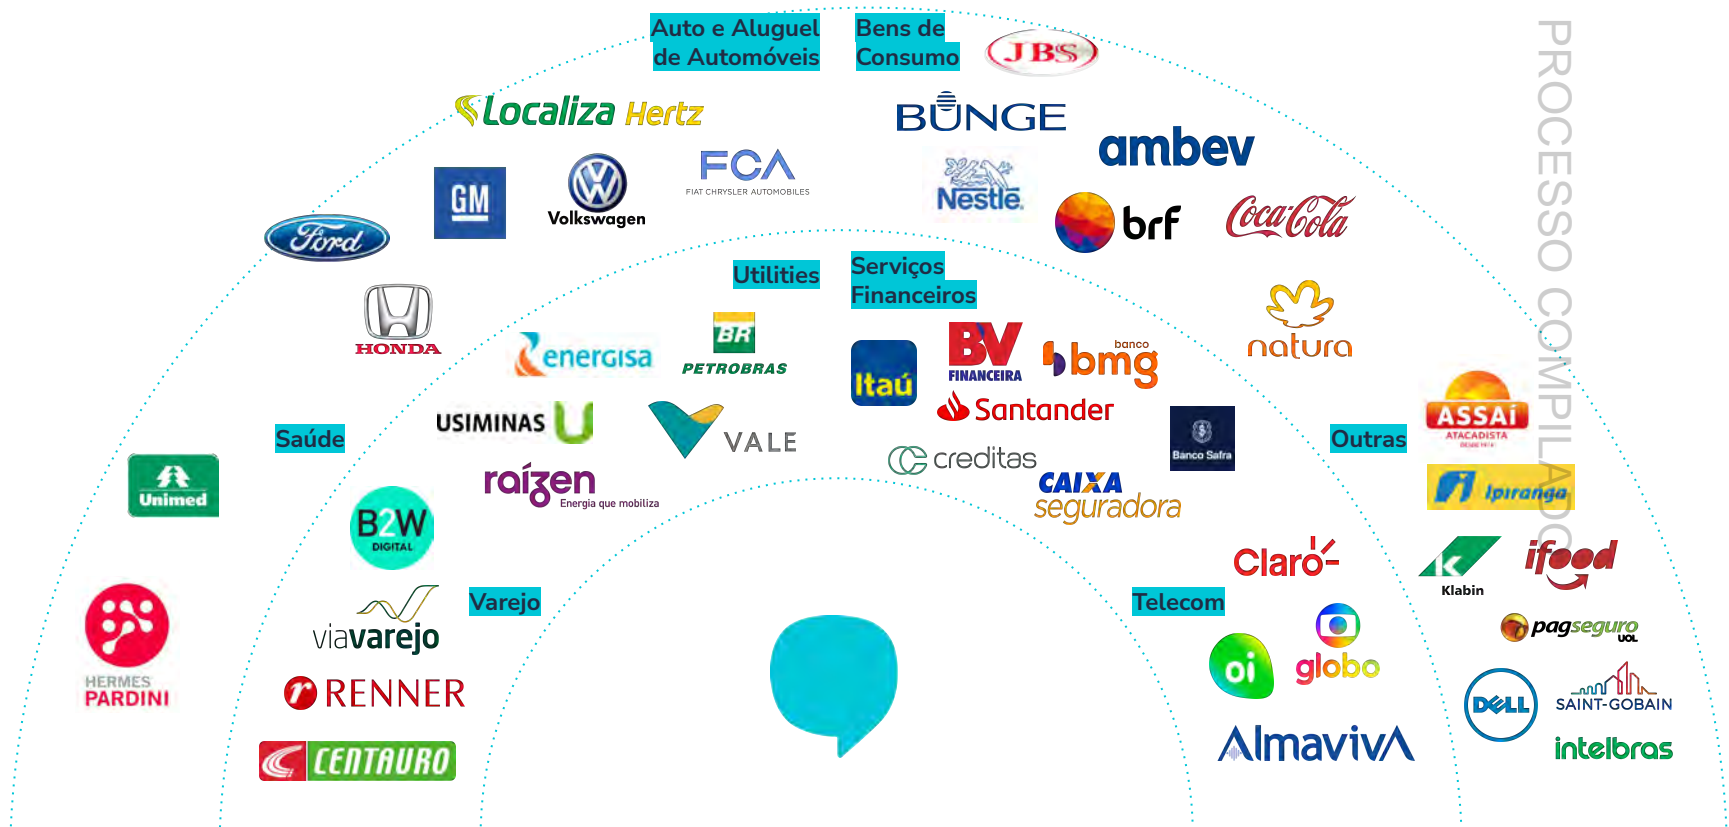 Auto e Aluguel
de Automóveis
Bens de
Consumo
JBS
Localiza Hertz
BUNGE
GM
Volkswagen
FCA
FIAT CHRYSLER AUTOMOBILES
Nestlé
ambev
brf
Coca-Cola
Ford
HONDA
natura
Utilities
Serviços
Financeiros
energisa
BR
PETROBRAS
USIMINAS
VALE
raízen
Energia que mobiliza
Itaú
BV
FINANCEIRA
banco
bmg
Santander
creditas
Banco Safra
CAIXA
seguradora
Saúde
Unimed
HERMES
PARDINI
B2W
DIGITAL
viavarejo
Varejo
RENNER
CENTAURO
Telecom
Claro
oi
globo
AlmavivA
Outras
ASSAÍ
ATACADISTA
DESDE 1974
Ipiranga
Klabin
ifood
pagseguro
UOL
DELL
SAINT-GOBAIN
intelbras
PROCESSO COMPILADO